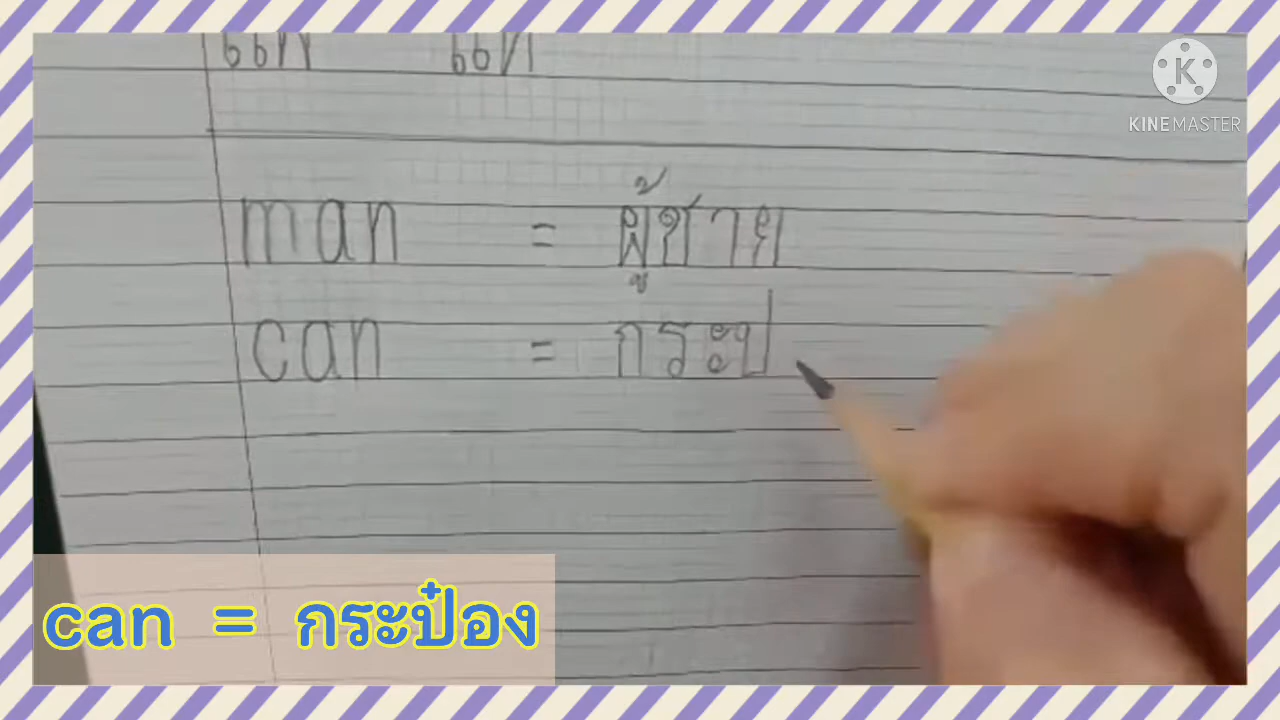 KINEMASTER
man = ผู้ชาย
can = กระป
can = กระป๋อง